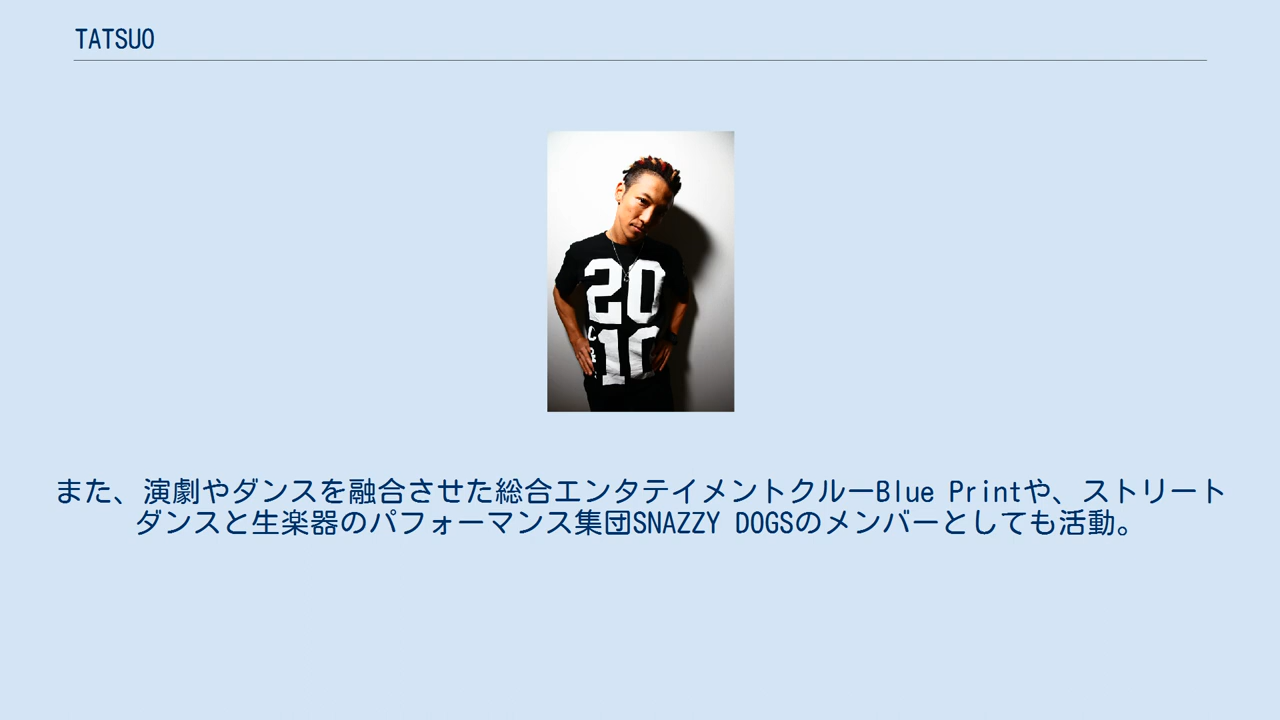 TATSUO
20
10
また、演劇やダンスを融合させた総合エンタテイメントクルーBlue Printや、ストリート
ダンスと生楽器のパフォーマンス集団SNAZZY DOGSのメンバーとしても活動。